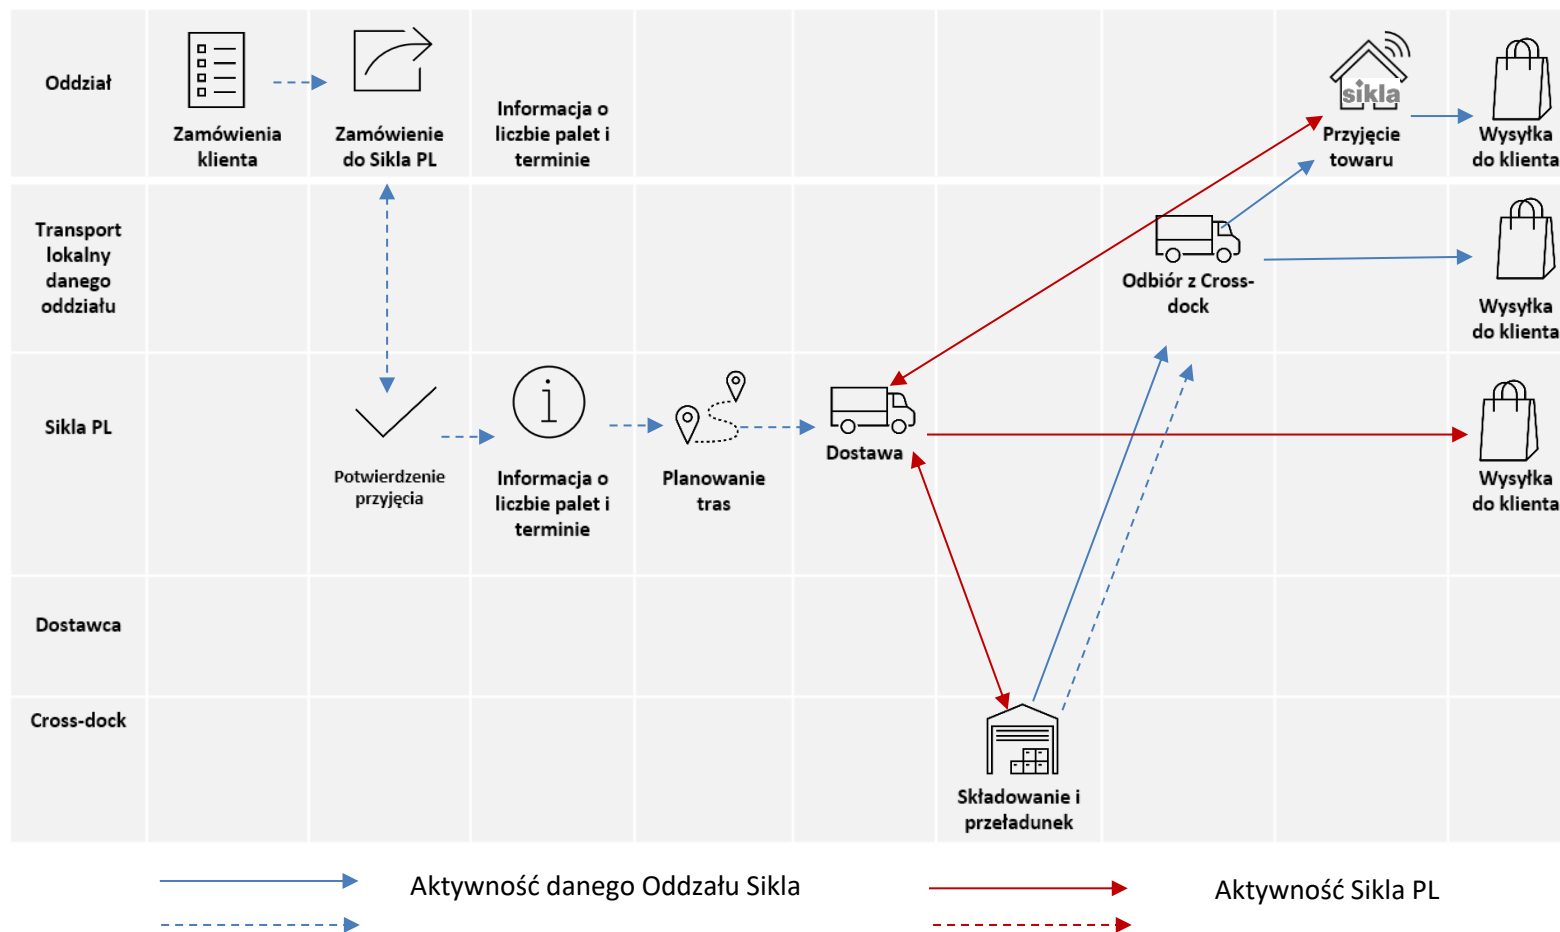 Oddział
Zamówienia
klienta
Zamówienie
do Sikla PL
Informacja o
liczbie palet i
terminie
sikla
Przyjęcie
towaru
Wysyłka
do klienta
Transport
lokalny
danego
oddziału
Odbiór z Cross-
dock
Wysyłka
do klienta
Sikla PL
Potwierdzenie
przyjęcia
i
Informacja o
liczbie palet i
terminie
Planowanie
tras
Dostawa
Wysyłka
do klienta
Dostawca
Cross-dock
Składowanie i
przeładunek
Aktywność danego Oddzału Sikla
Aktywność Sikla PL